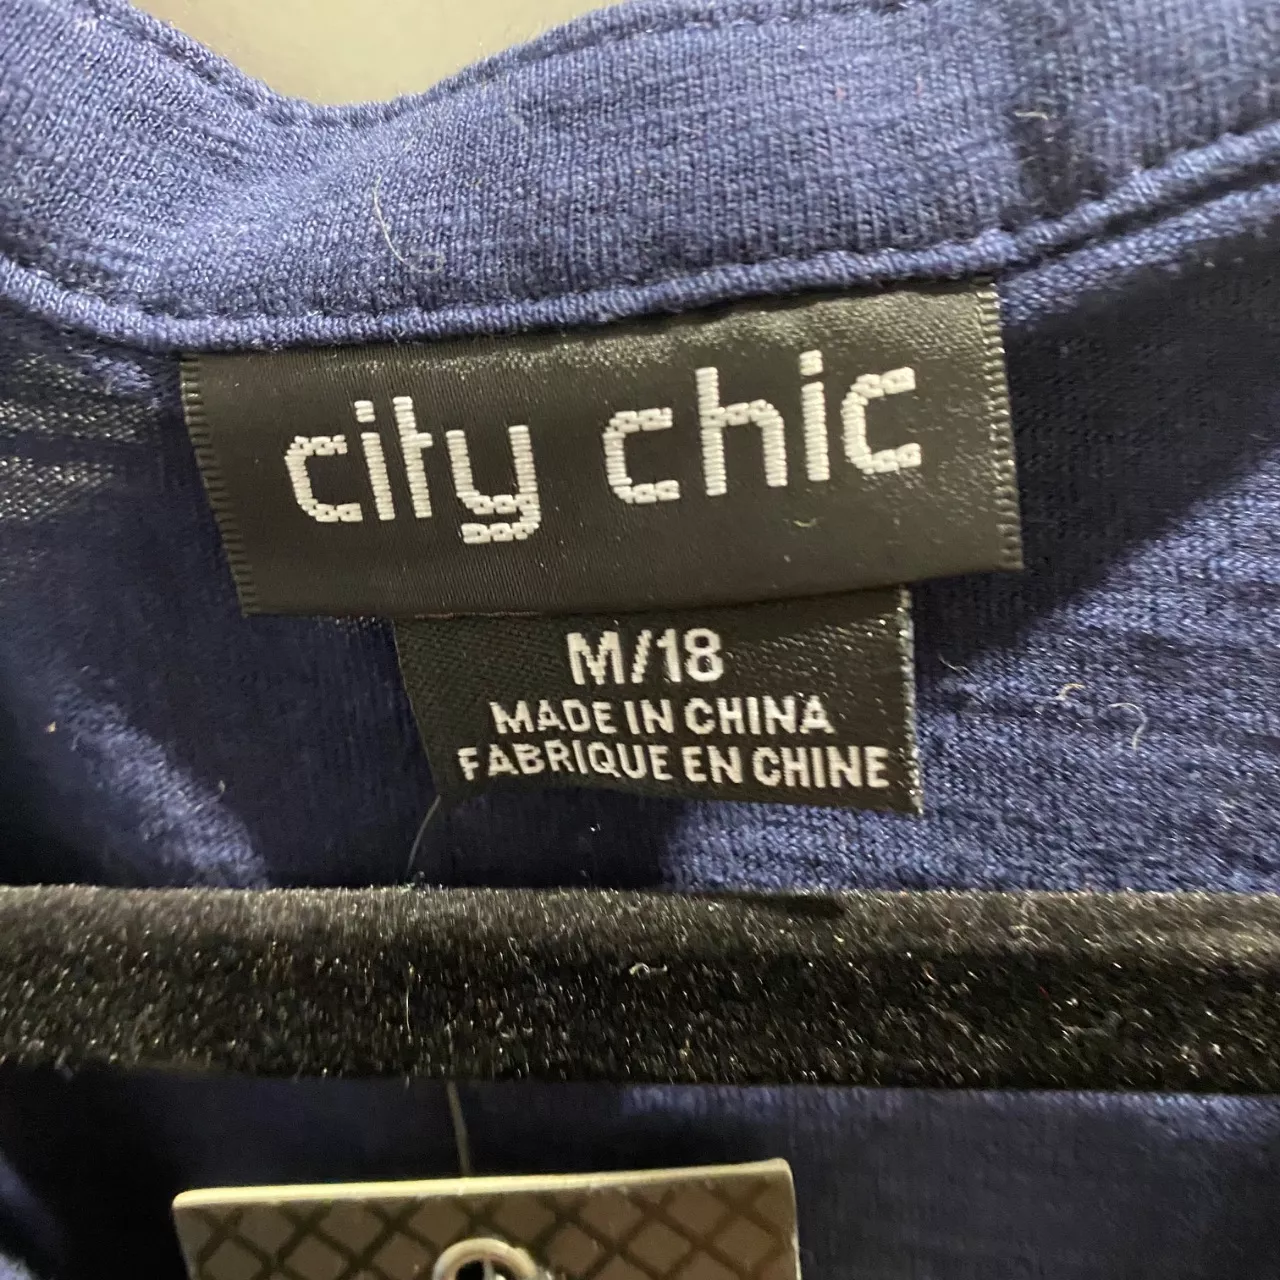 city chic
M/18
MADE IN CHINA
FABRIQUE EN CHINE